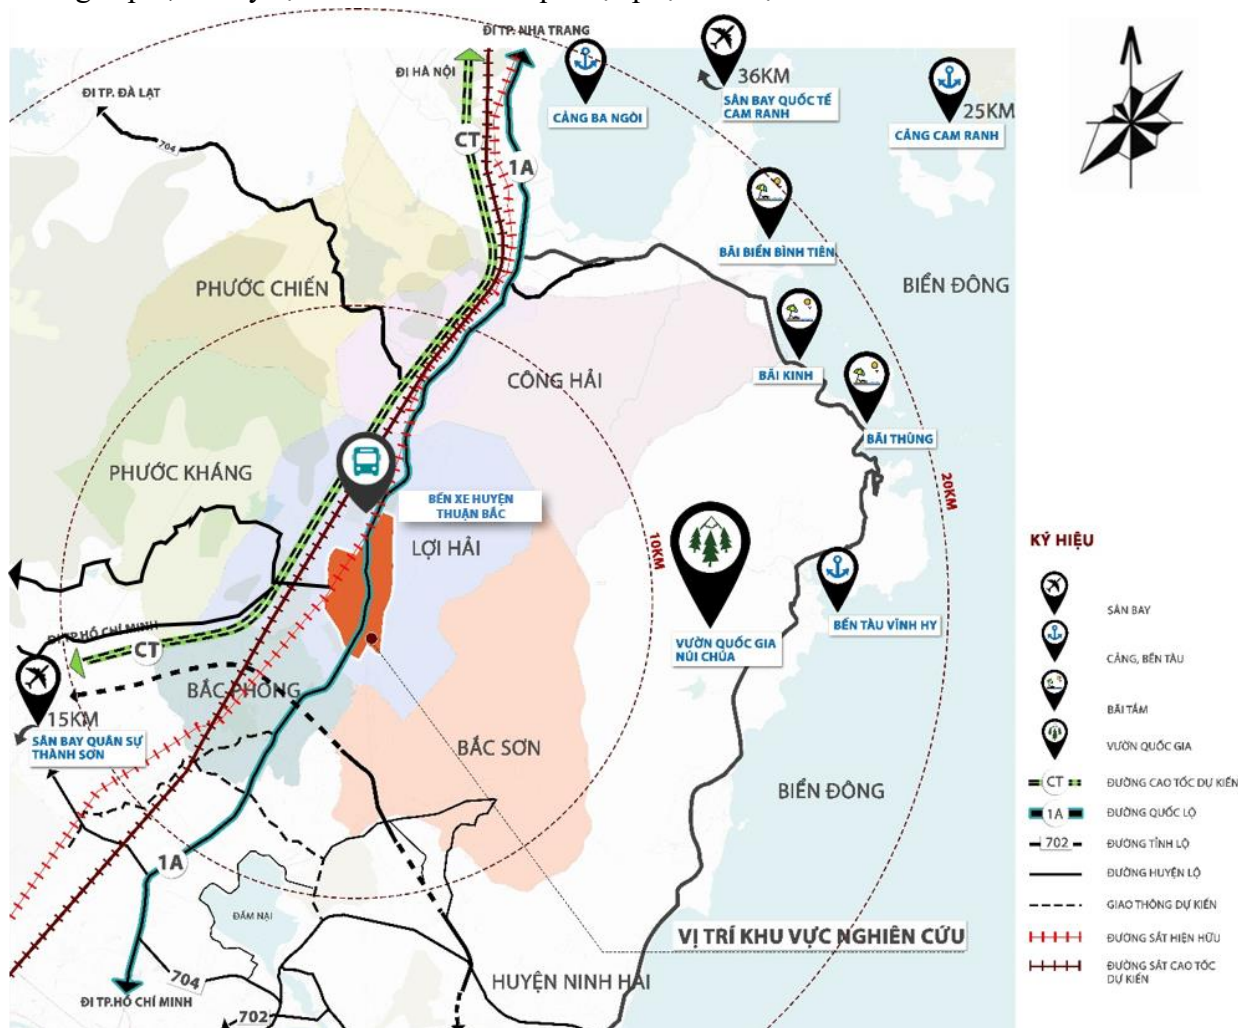 ĐI TP. NHA TRANG
ĐI HÀ NỘI
ĐI TP. ĐÀ LẠT
704
CT
1A
CẢNG BA NGÒI
36KM
SÂN BAY QUỐC TẾ
CAM RANH
25KM
CẢNG CAM RANH
BÃI BIỂN BÌNH TIÊN
BIỂN ĐÔNG
PHƯỚC CHIẾN
CÔNG HẢI
BÃI KINH
BÃI THÙNG
PHƯỚC KHÁNG
BẾN XE HUYỆN
THUẬN BẮC
LỢI HẢI
10KM
20KM
VƯỜN QUỐC GIA
NÚI CHÚA
BẾN TÀU VĨNH HY
ĐI TP.HỒ CHÍ MINH
CT
BẮC PHONG
15KM
SÂN BAY QUÂN SỰ
THÀNH SƠN
BẮC SƠN
BIỂN ĐÔNG
1A
ĐẦM NẠI
VỊ TRÍ KHU VỰC NGHIÊN CỨU
704
HUYỆN NINH HẢI
ĐI TP.HỒ CHÍ MINH
702
KÝ HIỆU
SÂN BAY
CẢNG, BẾN TÀU
BÃI TẮM
VƯỜN QUỐC GIA
CT ĐƯỜNG CAO TỐC DỰ KIẾN
1A ĐƯỜNG QUỐC LỘ
702 ĐƯỜNG TỈNH LỘ
ĐƯỜNG HUYỆN LỘ
GIAO THÔNG DỰ KIẾN
ĐƯỜNG SẮT HIỆN HỮU
ĐƯỜNG SẮT CAO TỐC
DỰ KIẾN